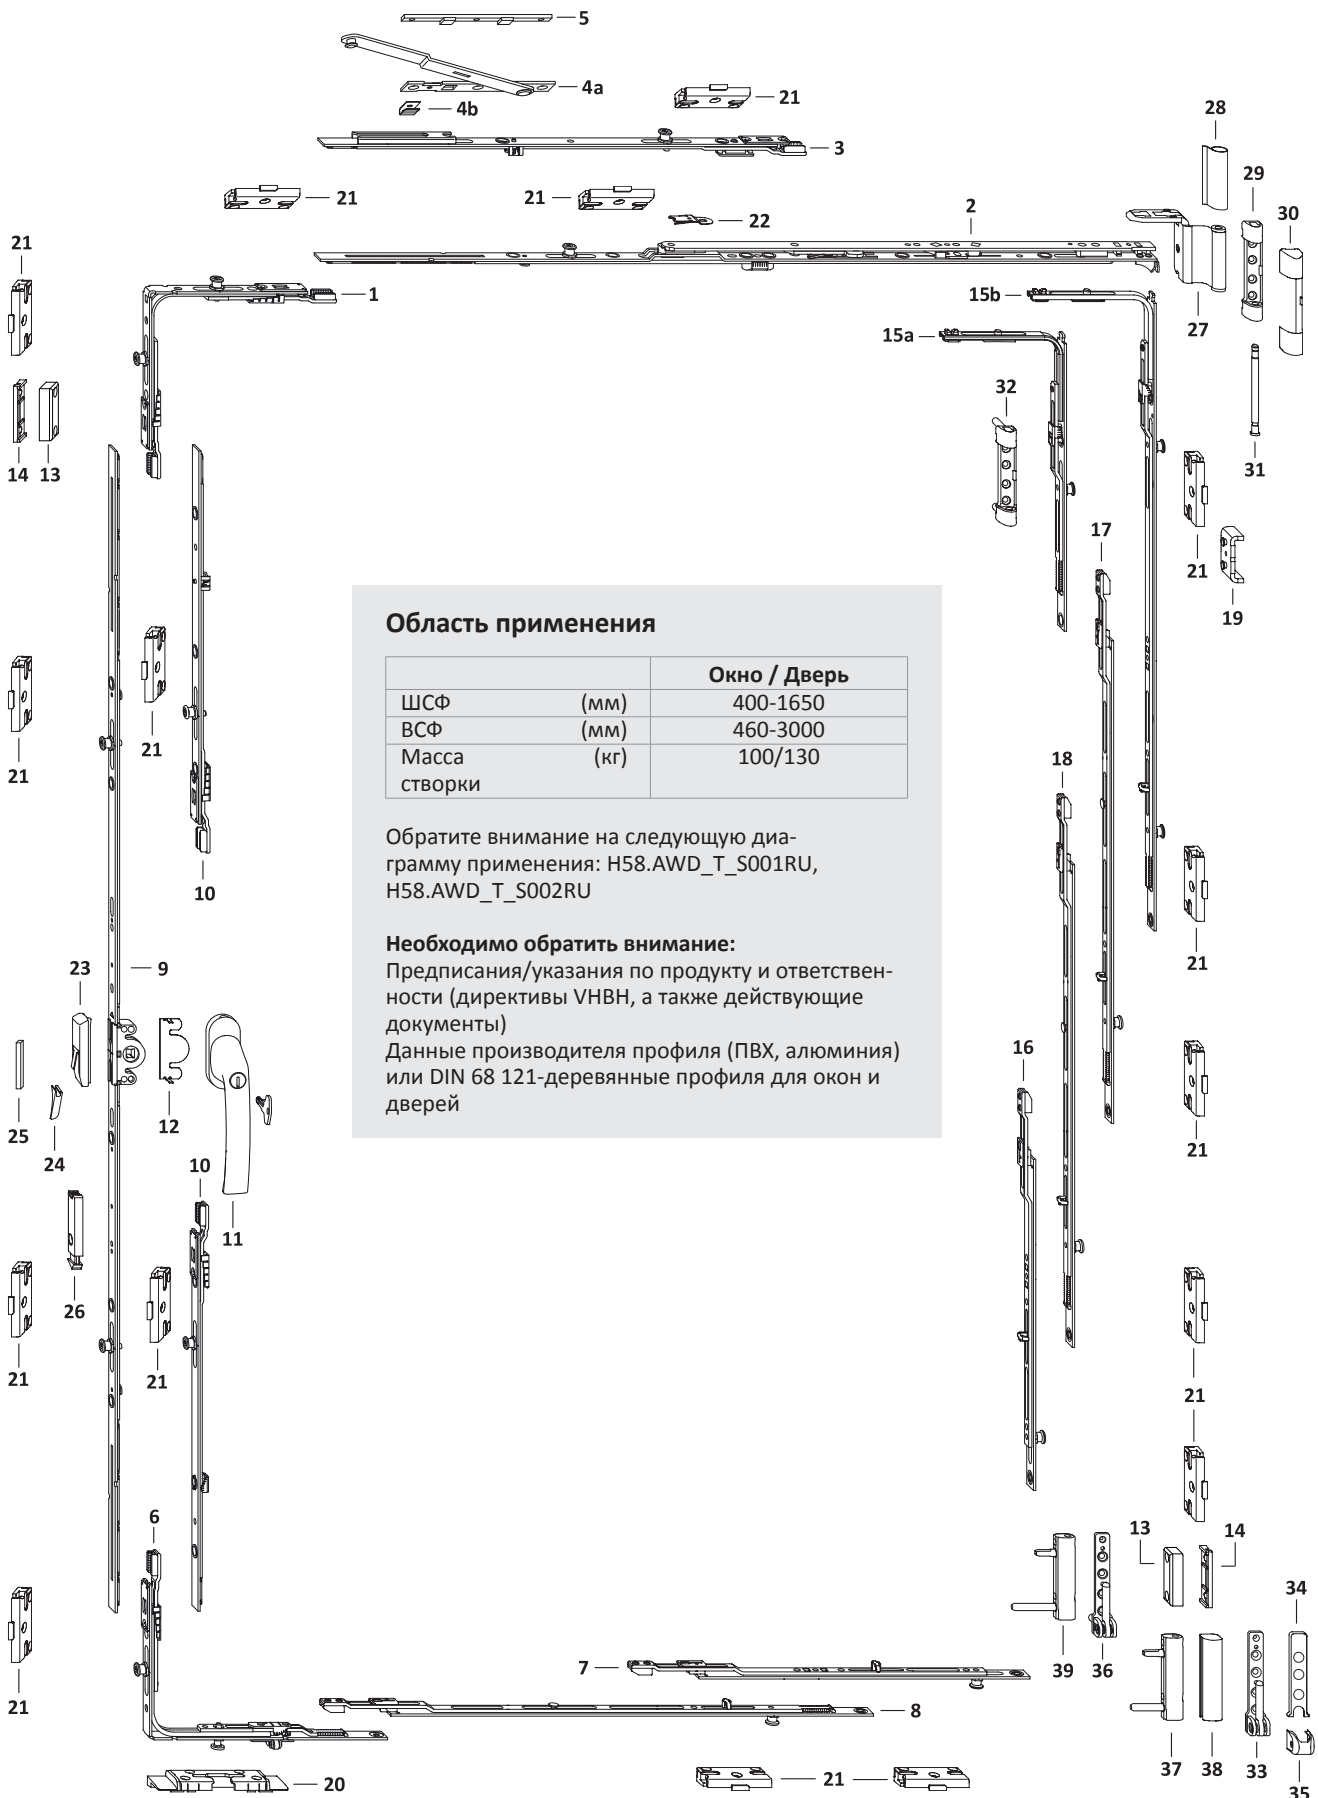 5
4a
4b
21
3
28
29
30
21
21
22
2
21
1
15b
15a
27
32
14
13
31
21
19
17
21
21
18
10
21
Область применения
Окно / Дверь
ШСФ (мм) 400-1650
ВСФ (мм) 460-3000
Масса (кг) 100/130
створки
Обратите внимание на следующую диа-
грамму применения: H58.AWD_T_S001RU,
H58.AWD_T_S002RU
Необходимо обратить внимание:
Предписания/указания по продукту и ответствен-
ности (директивы VHBH, а также действующие
документы)
Данные производителя профиля (ПВХ, алюминия)
или DIN 68 121-деревянные профиля для окон и
дверей
23
9
16
25
24
12
21
10
11
26
21
21
21
6
13
14
34
7
39
36
21
8
37
38
33
35
20
21